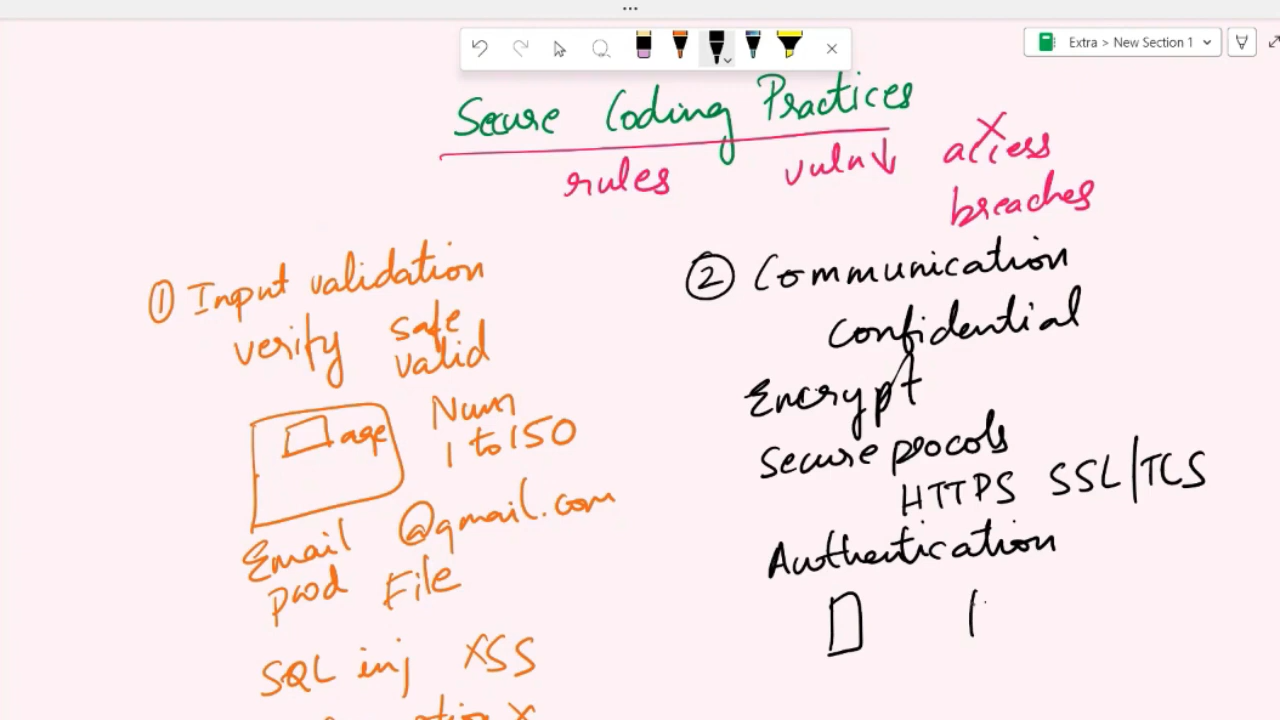 Extra > New Section 1
Secure Coding Practices
rules vuln↓ access
breaches
① Input validation
verify safe
valid
age Num
1 to 150
Email @gmail.com
pwd File
SQL inj XSS
② Communication
Confidential
Encrypt
Secure procols
HTTPS SSL/TCS
Authentication